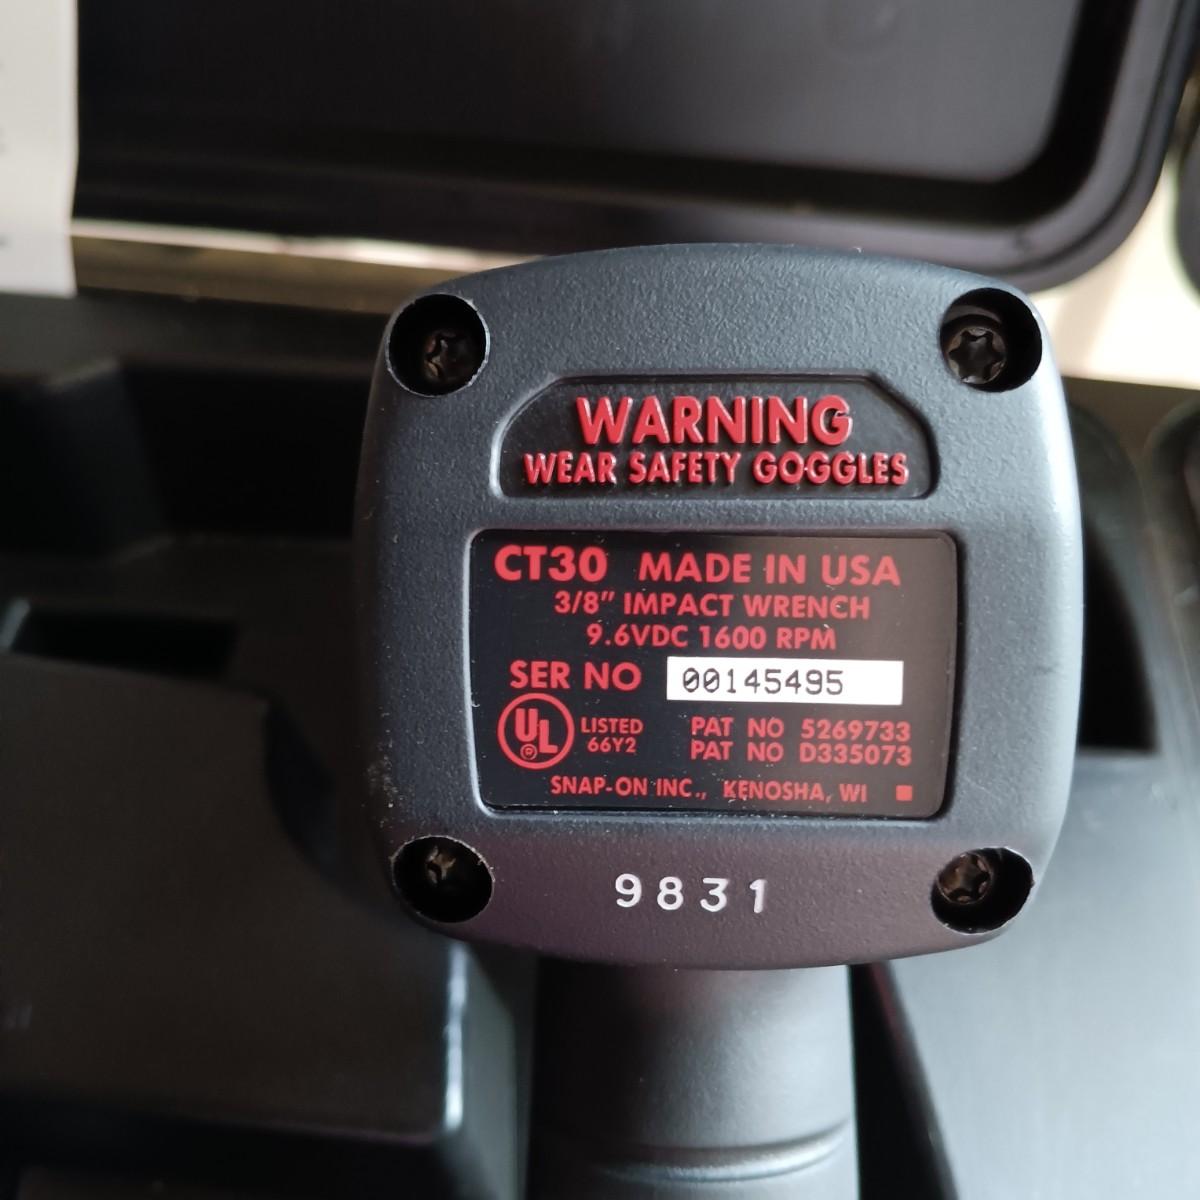 WARNING
WEAR SAFETY GOGGLES
CT30 MADE IN USA
3/8" IMPACT WRENCH
9.6VDC 1600 RPM
SER NO 00145495
UL ® LISTED 66Y2
PAT NO 5269733
PAT NO D335073
SNAP-ON INC., KENOSHA, WI
9831